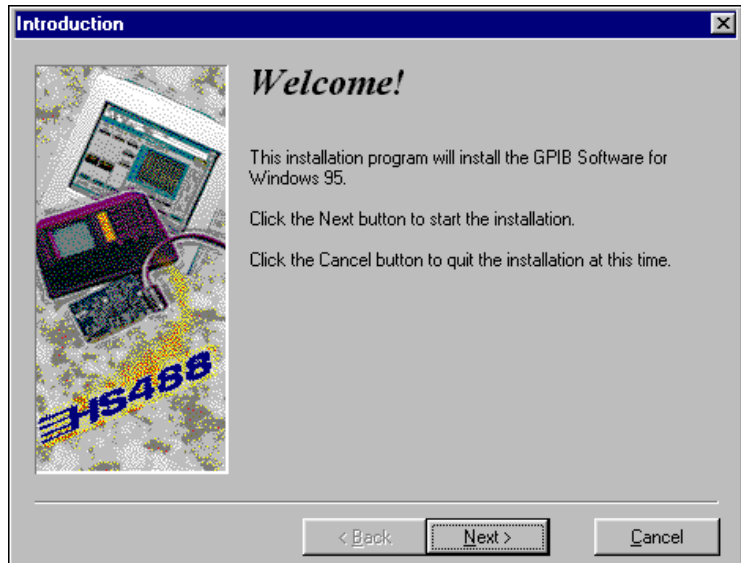 Introduction
Welcome!
This installation program will install the GPIB Software for
Windows 95.
Click the Next button to start the installation.
Click the Cancel button to quit the installation at this time.
HS488
< Back
Next >
Cancel